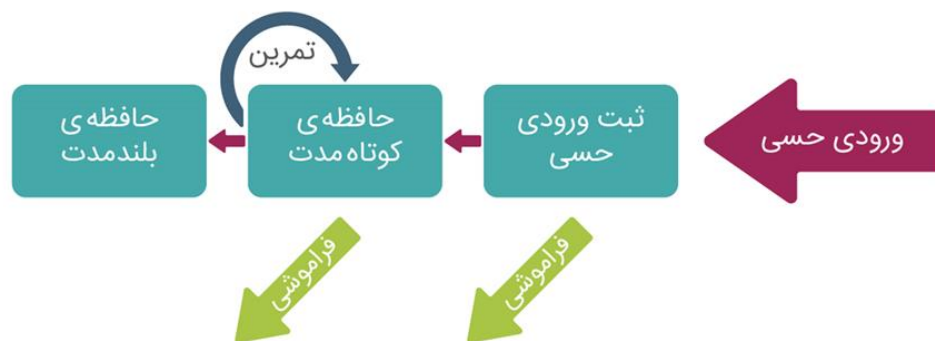 تمرین
ورودی حسی
ثبت ورودی
حسی
حافظه‌ی
کوتاه‌مدت
حافظه‌ی
بلندمدت
فراموشی
فراموشی